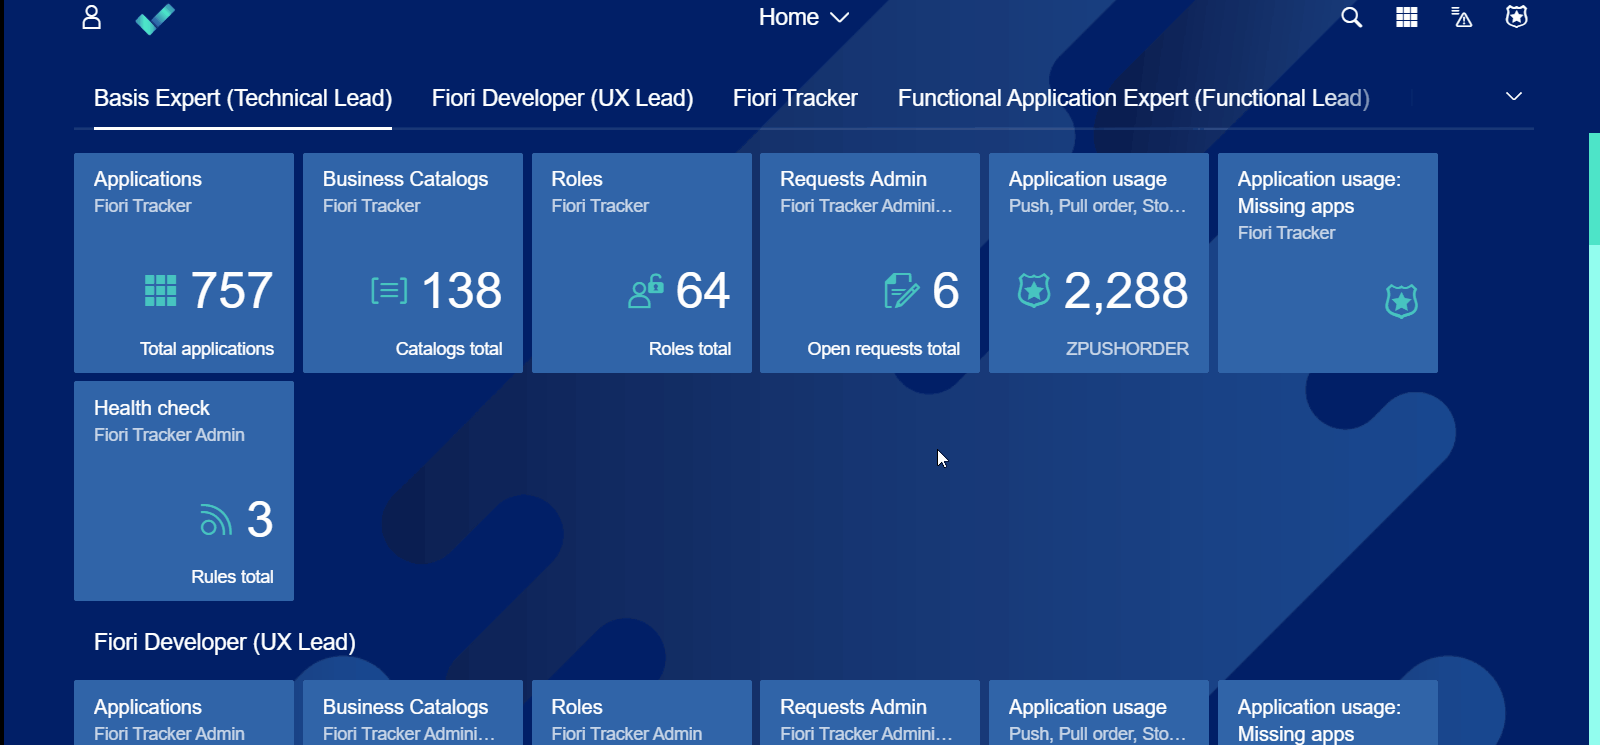 Home
Basis Expert (Technical Lead)
Fiori Developer (UX Lead)
Fiori Tracker
Functional Application Expert (Functional Lead)
Applications
Fiori Tracker
757
Total applications
Business Catalogs
Fiori Tracker
138
Catalogs total
Roles
Fiori Tracker
64
Roles total
Requests Admin
Fiori Tracker Admini...
6
Open requests total
Application usage
Push, Pull order, Sto...
2,288
ZPUSHORDER
Application usage:
Missing apps
Fiori Tracker
Health check
Fiori Tracker Admin
3
Rules total
Fiori Developer (UX Lead)
Applications
Fiori Tracker Admin
Business Catalogs
Fiori Tracker Admini...
Roles
Fiori Tracker Admin
Requests Admin
Fiori Tracker Admini...
Application usage
Push, Pull order, Sto...
Application usage:
Missing apps